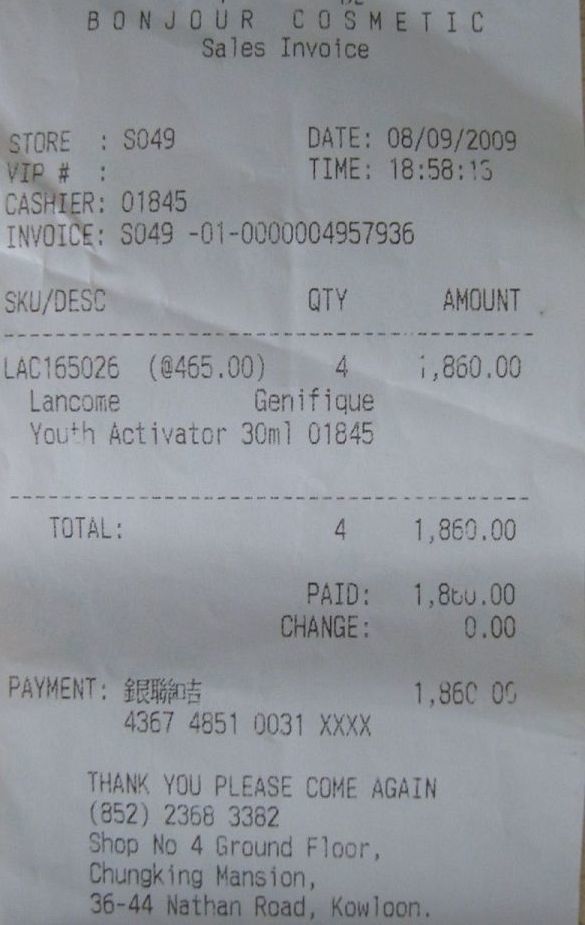 BONJOUR COSMETIC
Sales Invoice
STORE : S049 DATE: 08/09/2009
VIP # : TIME: 18:58:13
CASHIER: 01845
INVOICE: S049 -01-0000004957936
SKU/DESC QTY AMOUNT
LAC165026 (@465.00) 4 1,860.00
Lancome Genifique
Youth Activator 30ml 01845
TOTAL: 4 1,860.00
PAID: 1,860.00
CHANGE: 0.00
PAYMENT: 銀聯咭 1,860.00
4367 4851 0031 XXXX
THANK YOU PLEASE COME AGAIN
(852) 2368 3382
Shop No 4 Ground Floor,
Chungking Mansion,
36-44 Nathan Road, Kowloon.